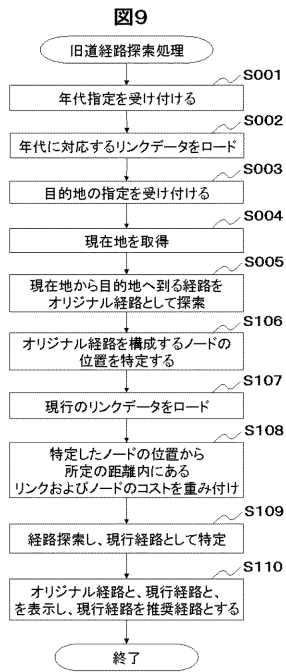 図9
旧道経路探索処理
S001
年代指定を受け付ける
S002
年代に対応するリンクデータをロード
S003
目的地の指定を受け付ける
S004
現在地を取得
S005
現在地から目的地へ到る経路を
オリジナル経路として探索
S106
オリジナル経路を構成するノードの
位置を特定する
S107
現行のリンクデータをロード
S108
特定したノードの位置から
所定の距離内にある
リンクおよびノードのコストを重み付け
S109
経路探索し、現行経路として特定
S110
オリジナル経路と、現行経路と、
を表示し、現行経路を推奨経路とする
終了